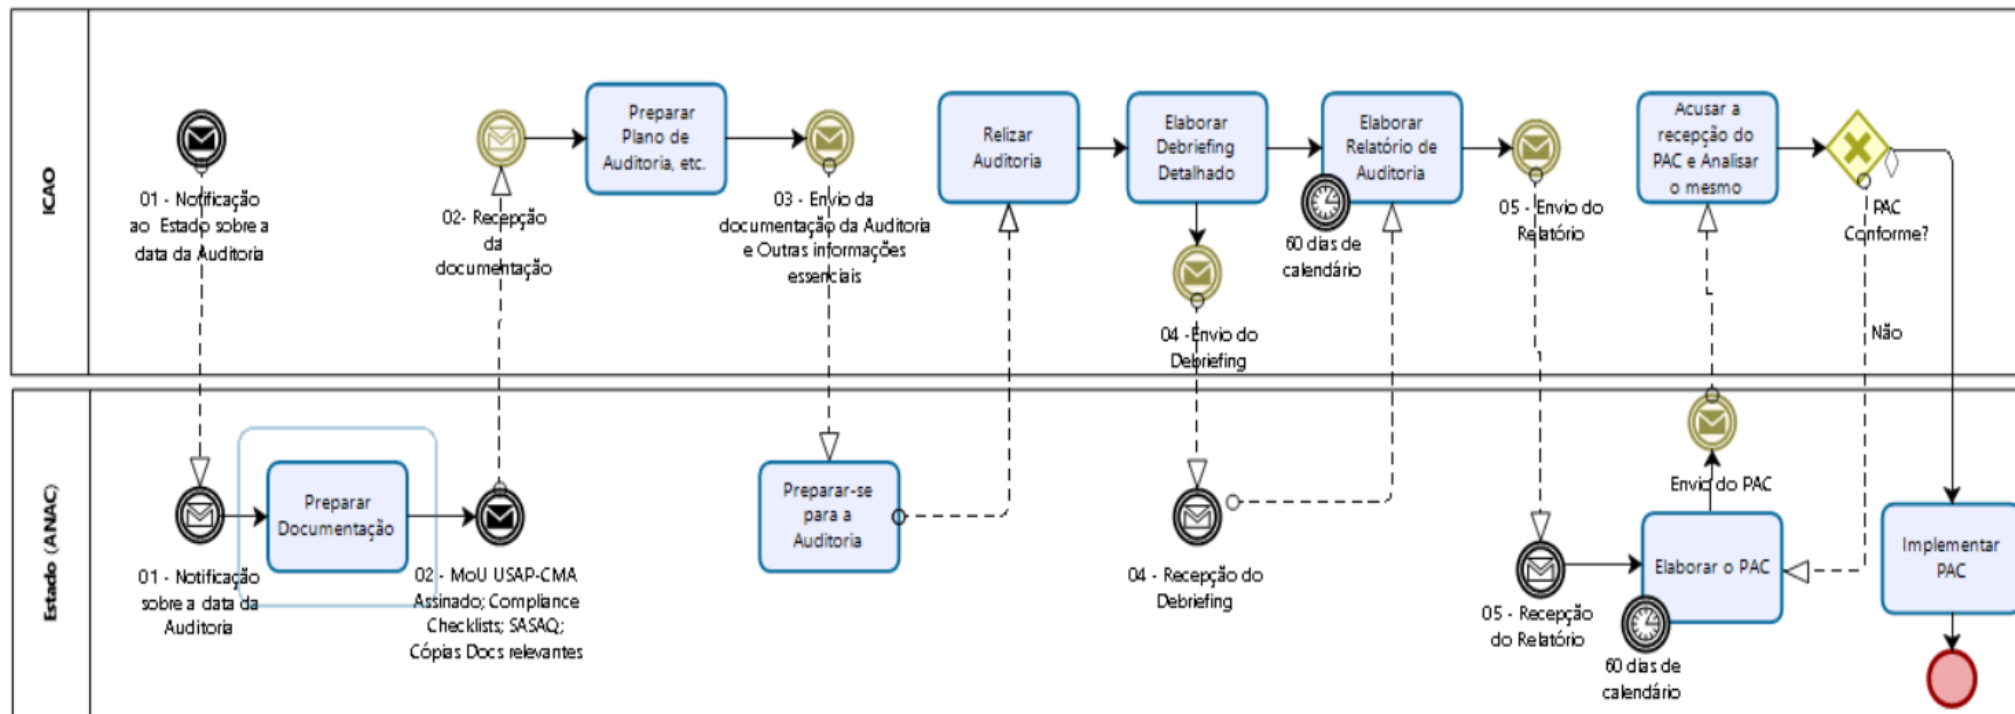 ICAO
01 - Notificação
ao Estado sobre a
data da Auditoria
02- Recepção
da
documentação
Preparar
Plano de
Auditoria, etc.
03 - Envio da
documentação da Auditoria
e Outras informações
essenciais
Relizar
Auditoria
Elaborar
Debriefing
Detalhado
04 -Envio do
Debriefing
Elaborar
Relatório de
Auditoria
60 dias de
calendário
05 - Envio do
Relatório
Acusar a
recepção do
PAC e Analisar
o mesmo
PAC
Conforme?
Não
Estado (ANAC)
01 - Notificação
sobre a data da
Auditoria
Preparar
Documentação
02 - MoU USAP-CMA
Assinado; Compliance
Checklists; SASAQ;
Cópias Docs relevantes
Preparar-se
para a
Auditoria
04 - Recepção do
Debriefing
05 - Recepção
do Relatório
Envio do PAC
Elaborar o PAC
60 dias de
calendário
Implementar
PAC